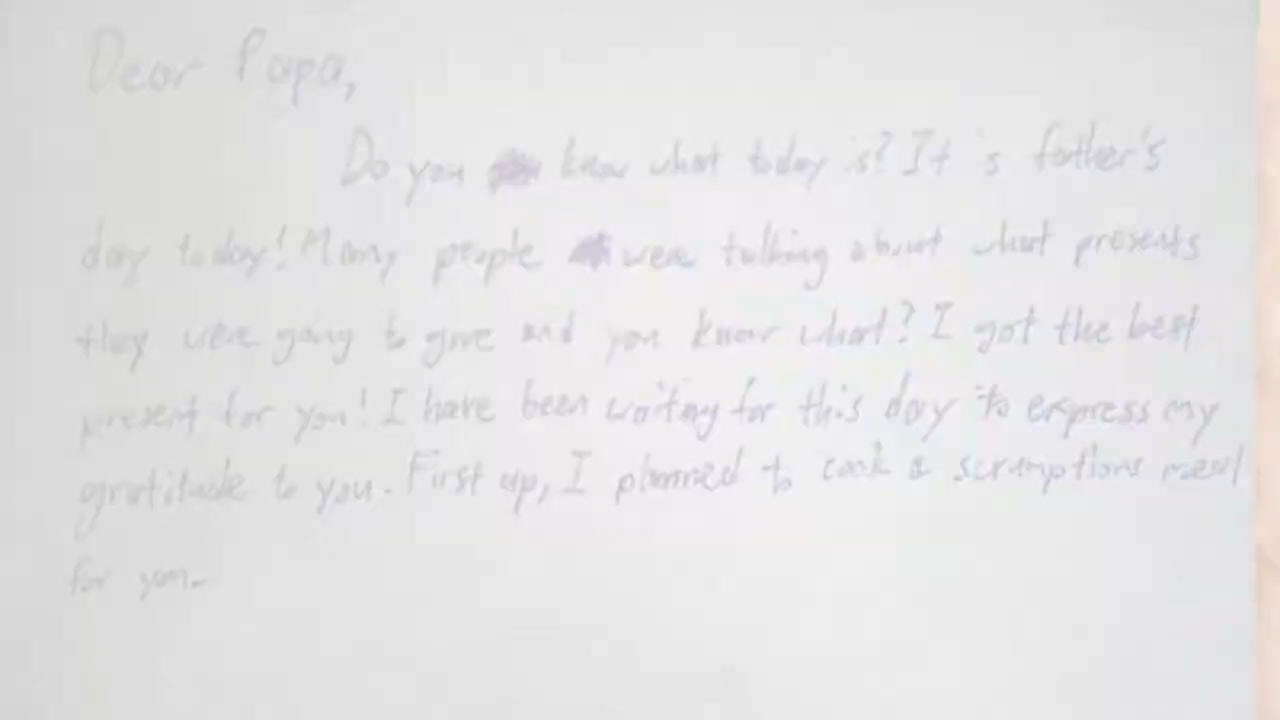 Dear Papa,
Do you know what today is? It is father's
day today! Many people were talking about what presents
they were going to give and you know what? I got the best
present for you! I have been waiting for this day to express my
gratitude to you. First up, I planned to cook a scrumptious meal
for you.